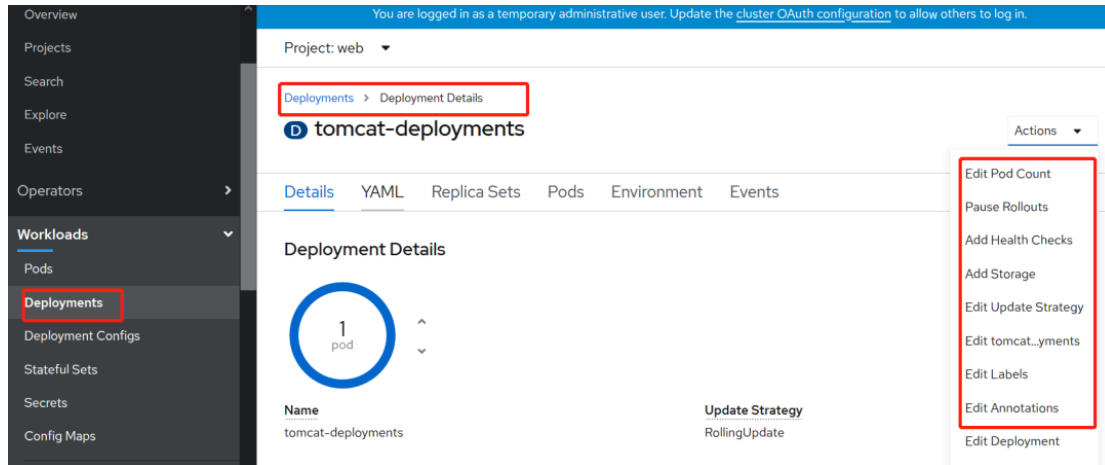 You are logged in as a temporary administrative user. Update the cluster OAuth configuration to allow others to log in.
Overview
Projects
Search
Explore
Events
Operators
Workloads
Pods
Deployments
Deployment Configs
Stateful Sets
Secrets
Config Maps
Project: web
Deployments > Deployment Details
D tomcat-deployments
Actions
Edit Pod Count
Pause Rollouts
Add Health Checks
Add Storage
Edit Update Strategy
Edit tomcat...yments
Edit Labels
Edit Annotations
Edit Deployment
Details YAML Replica Sets Pods Environment Events
Deployment Details
1
pod
Name
tomcat-deployments
Update Strategy
RollingUpdate